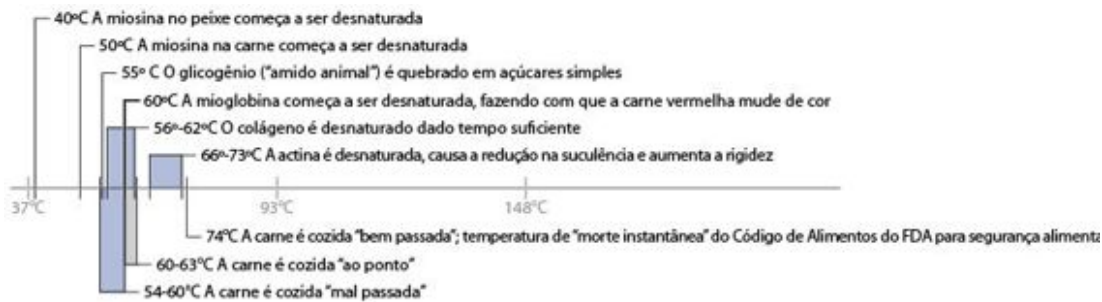 40ºC A miosina no peixe começa a ser desnaturada
50ºC A miosina na carne começa a ser desnaturada
55º C O glicogênio ("amido animal") é quebrado em açúcares simples
60ºC A mioglobina começa a ser desnaturada, fazendo com que a carne vermelha mude de cor
56º-62ºC O colágeno é desnaturado dado tempo suficiente
66º-73ºC A actina é desnaturada, causa a redução na suculência e aumenta a rigidez
37ºC 93ºC 148ºC
74ºC A carne é cozida "bem passada"; temperatura de "morte instantânea" do Código de Alimentos do FDA para segurança alimenta
60-63ºC A carne é cozida "ao ponto"
54-60°C A carne é cozida "mal passada"